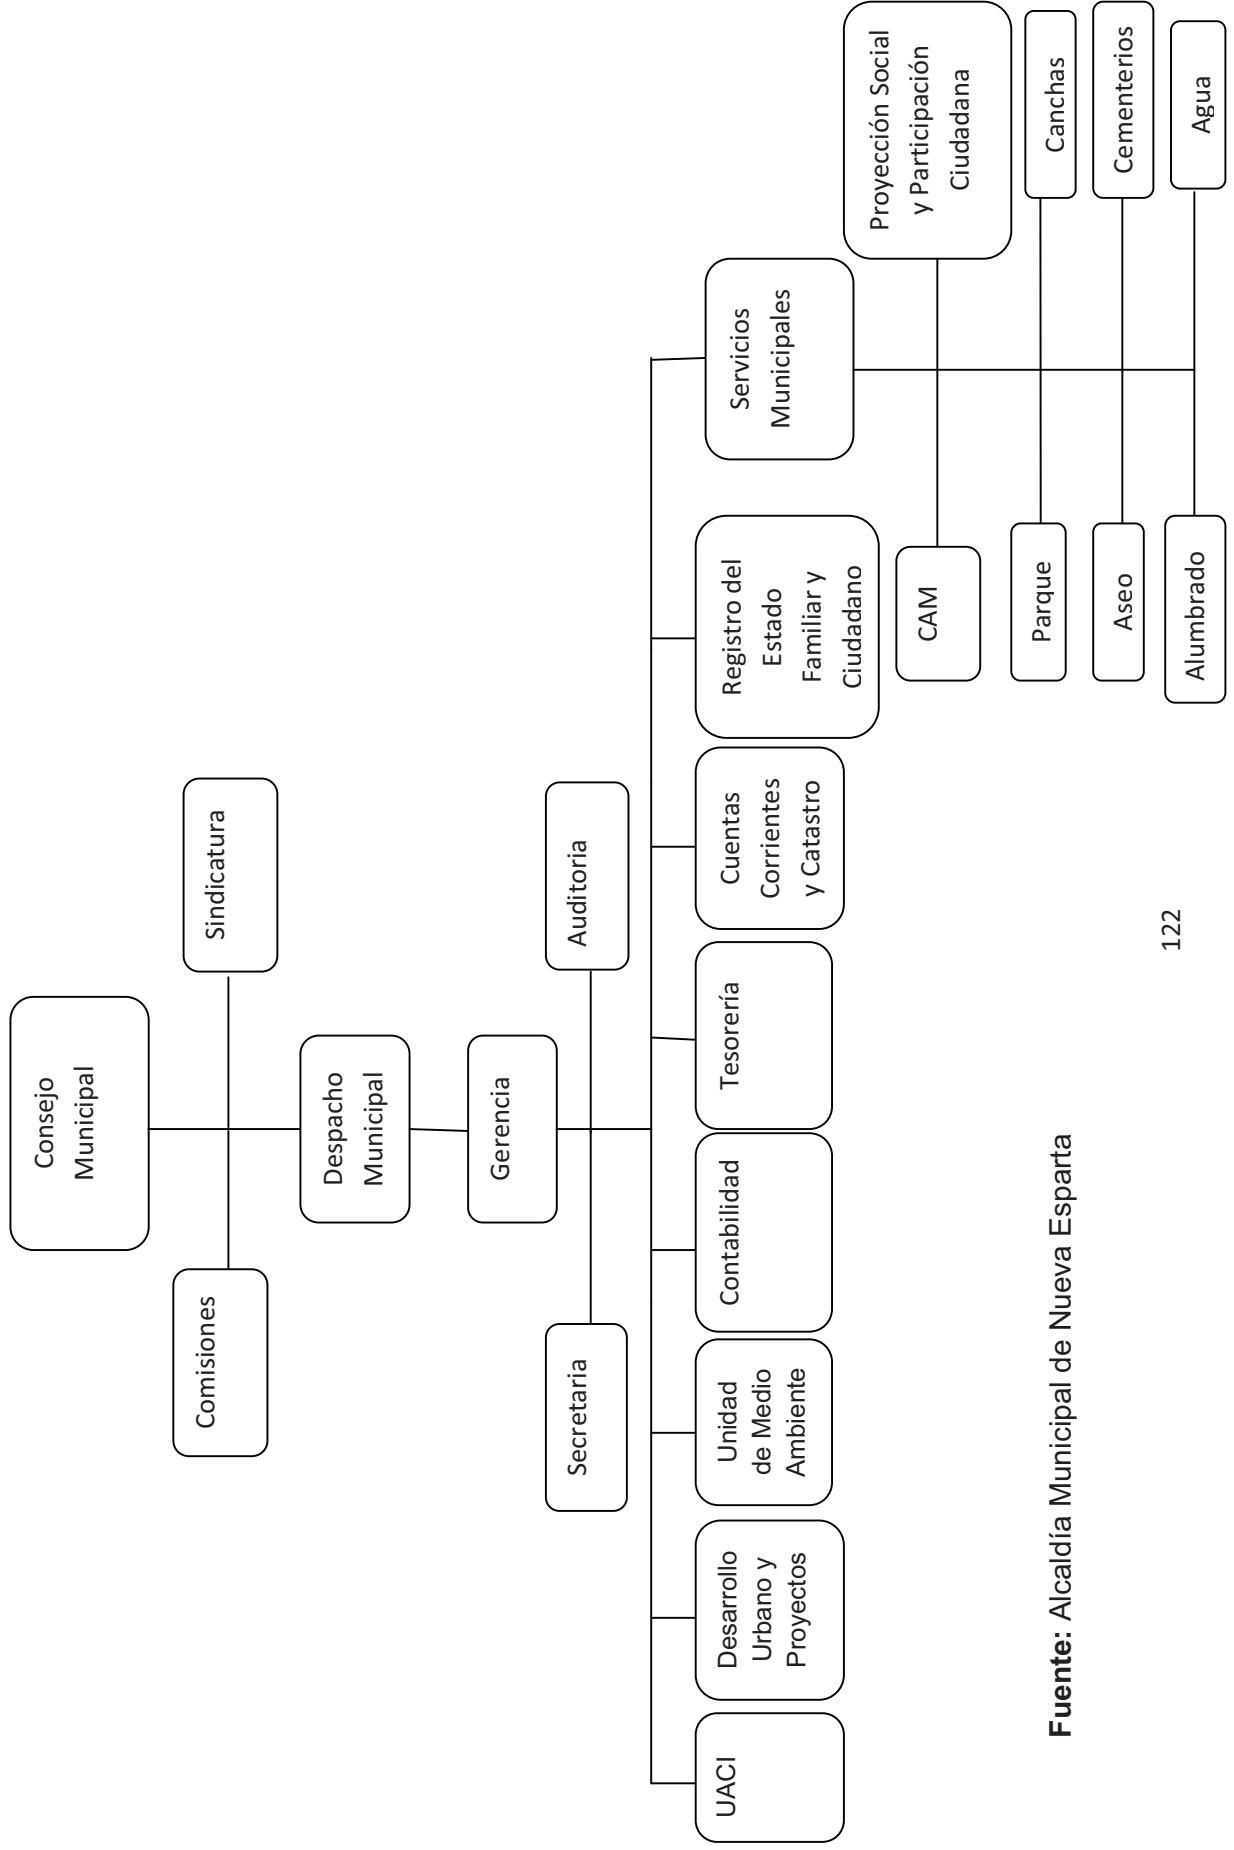 Consejo
Municipal
Comisiones
Sindicatura
Despacho
Municipal
Gerencia
Secretaria
Auditoria
UACI
Desarrollo
Urbano y
Proyectos
Unidad
de Medio
Ambiente
Contabilidad
Tesorería
Cuentas
Corrientes
y Catastro
Registro del
Estado
Familiar y
Ciudadano
Servicios
Municipales
CAM
Proyección Social
y Participación
Ciudadana
Parque
Canchas
Aseo
Cementerios
Alumbrado
Agua
Fuente: Alcaldía Municipal de Nueva Esparta
122